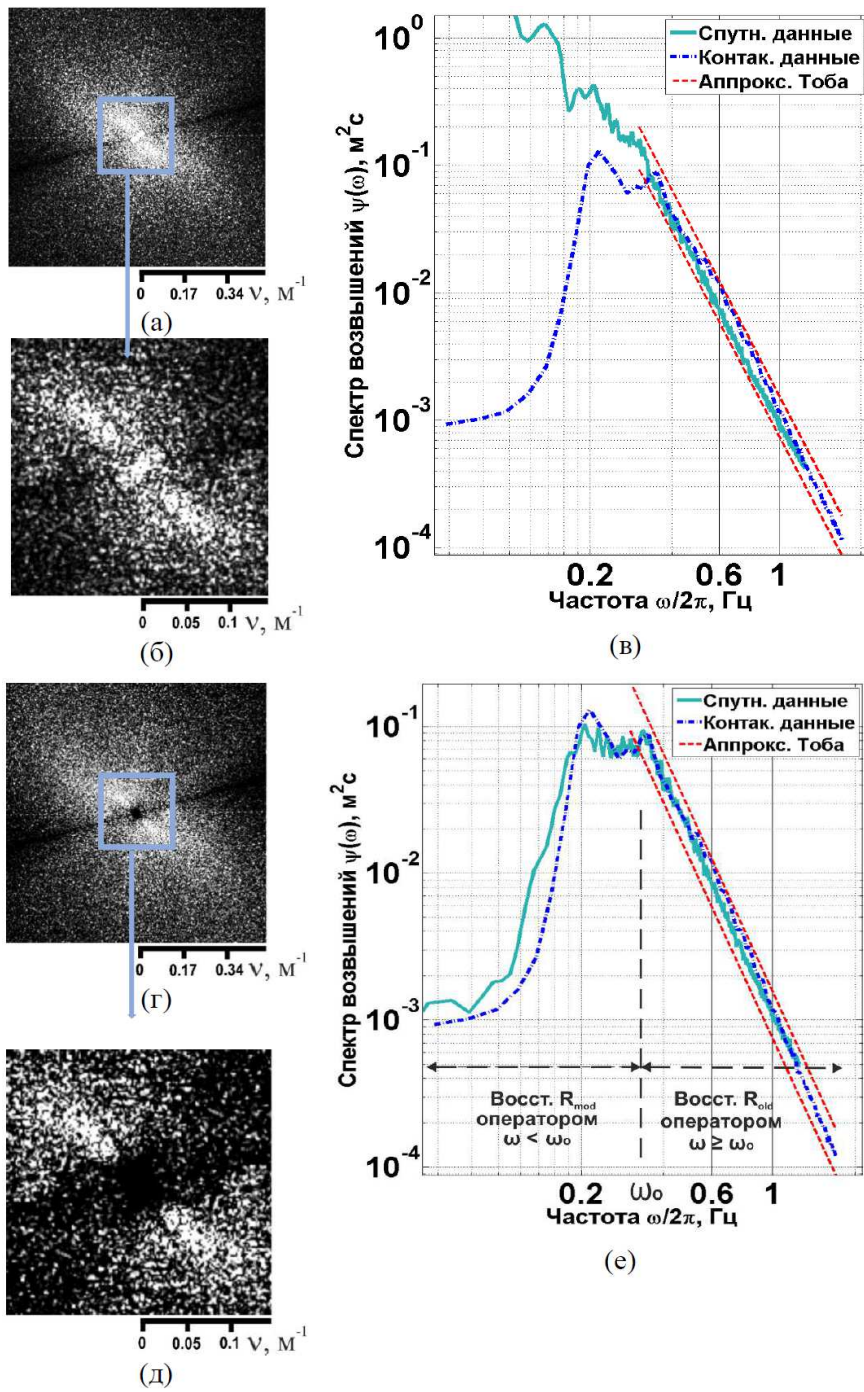 0 0.17 0.34 ν, м⁻¹
(а)
0 0.05 0.1 ν, м⁻¹
(б)
Спектр возвышений ψ(ω), м²с
10⁰
10⁻¹
10⁻²
10⁻³
10⁻⁴
Спутн. данные
Контак. данные
Аппрокс. Тоба
0.2 0.6 1
Частота ω/2π, Гц
(в)
0 0.17 0.34 ν, м⁻¹
(г)
0 0.05 0.1 ν, м⁻¹
(д)
Спектр возвышений ψ(ω), м²с
10⁻¹
10⁻²
10⁻³
10⁻⁴
Спутн. данные
Контак. данные
Аппрокс. Тоба
Восст. R_mod
оператором
ω < ω₀
Восст. R_old
оператором
ω ≥ ω₀
0.2 ω₀ 0.6 1
Частота ω/2π, Гц
(е)